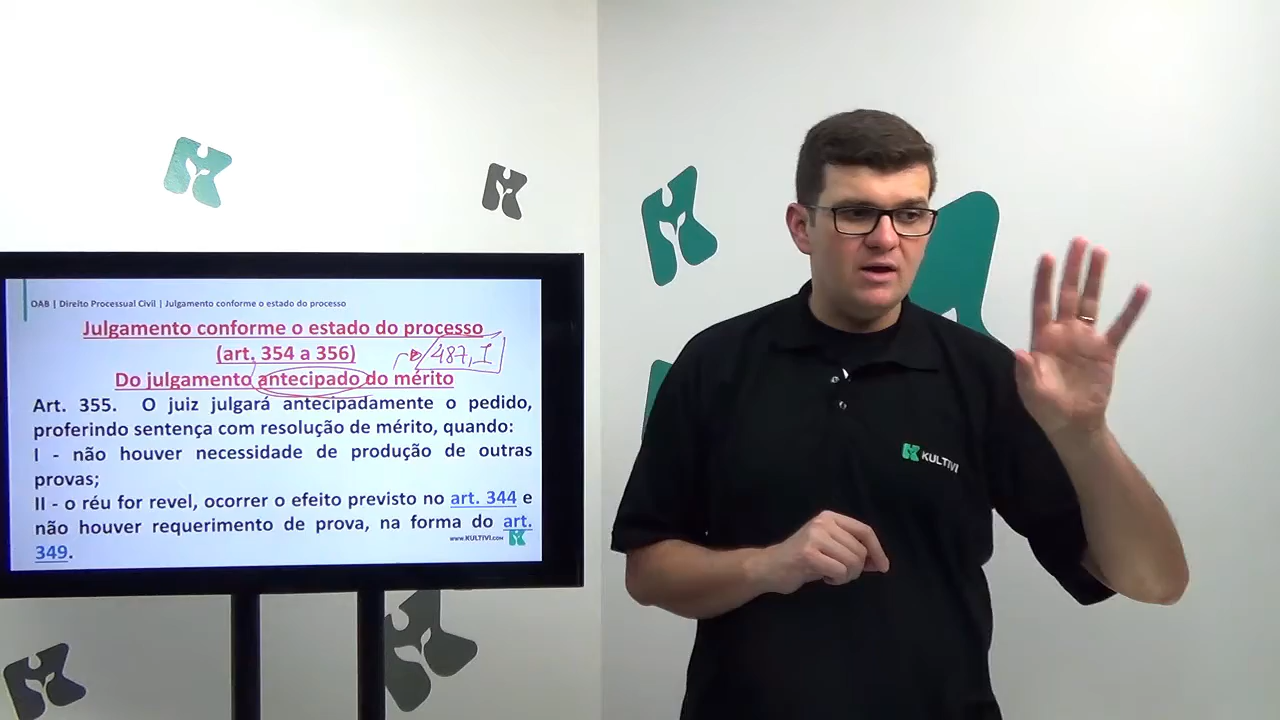 OAB | Direito Processual Civil | Julgamento conforme o estado do processo
Julgamento conforme o estado do processo
(art. 354 a 356)
487, I
Do julgamento antecipado do mérito
Art. 355. O juiz julgará antecipadamente o pedido,
proferindo sentença com resolução de mérito, quando:
I - não houver necessidade de produção de outras
provas;
II - o réu for revel, ocorrer o efeito previsto no art. 344 e
não houver requerimento de prova, na forma do art.
349.
www.KULTIVI.COM
KULTIVI